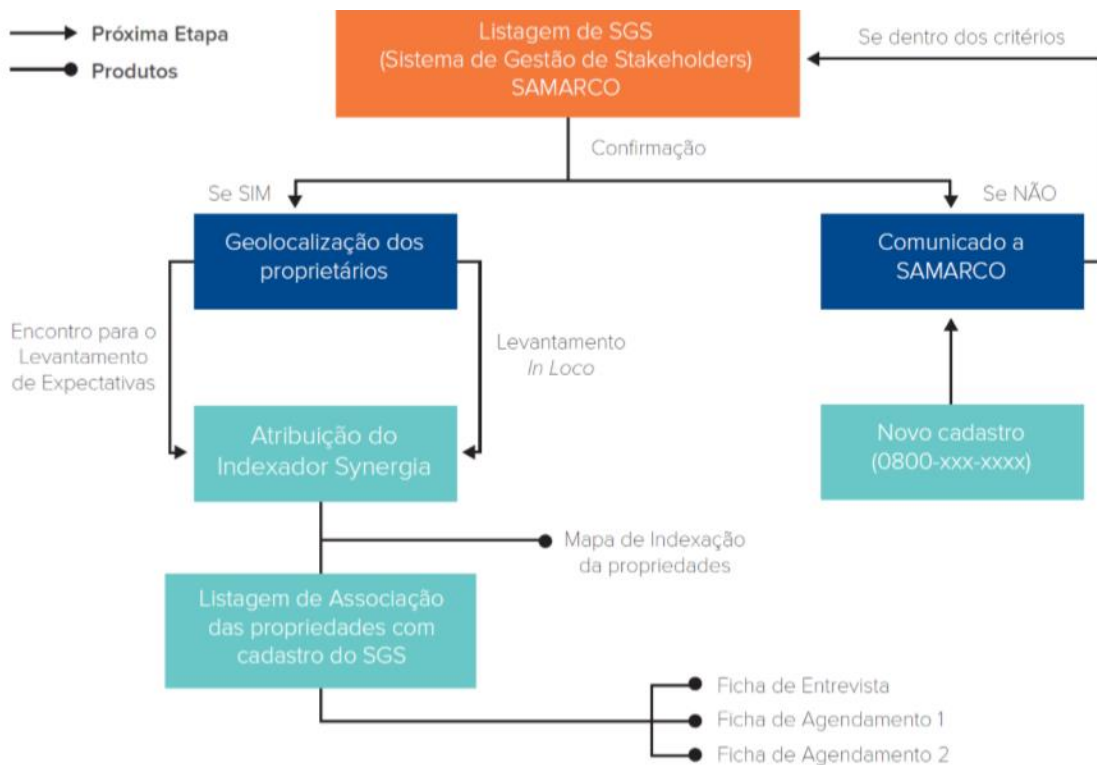 Próxima Etapa
Produtos
Listagem de SGS
(Sistema de Gestão de Stakeholders)
SAMARCO
Se dentro dos critérios
Confirmação
Se SIM
Se NÃO
Geolocalização dos
proprietários
Comunicado a
SAMARCO
Encontro para o
Levantamento
de Expectativas
Levantamento
In Loco
Atribuição do
Indexador Synergia
Novo cadastro
(0800-xxx-xxxx)
Mapa de Indexação
da propriedades
Listagem de Associação
das propriedades com
cadastro do SGS
Ficha de Entrevista
Ficha de Agendamento 1
Ficha de Agendamento 2